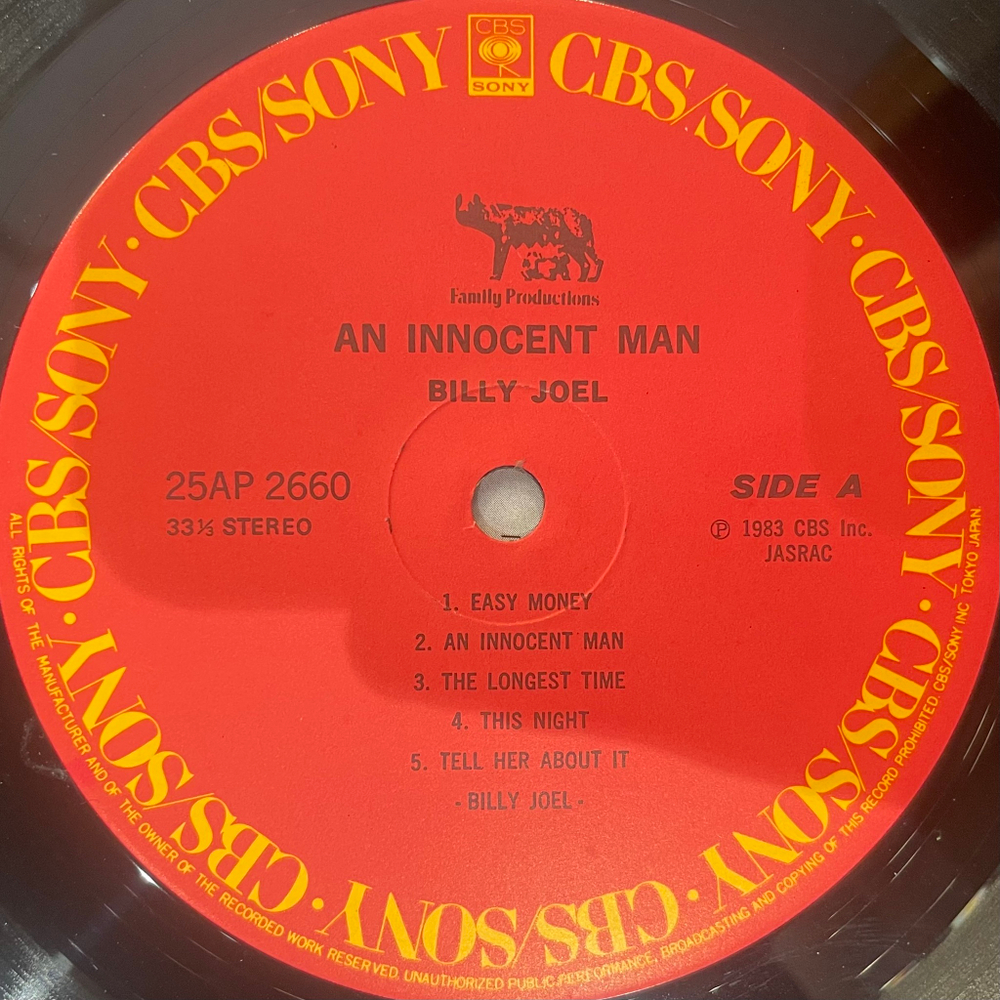 CBS
SONY
CBS/SONY · CBS/SONY · CBS/SONY · CBS/SONY · CBS/SONY · CBS/SONY · CBS/SONY · CBS/SONY
Family Productions
AN INNOCENT MAN
BILLY JOEL
25AP 2660
33⅓ STEREO
SIDE A
Ⓟ 1983 CBS Inc.
JASRAC
1. EASY MONEY
2. AN INNOCENT MAN
3. THE LONGEST TIME
4. THIS NIGHT
5. TELL HER ABOUT IT
- BILLY JOEL -
ALL RIGHTS OF THE MANUFACTURER AND OF THE OWNER OF THE RECORDED WORK RESERVED. UNAUTHORIZED PUBLIC PERFORMANCE, BROADCASTING AND COPYING OF THIS RECORD PROHIBITED. CBS/SONY INC. TOKYO JAPAN.